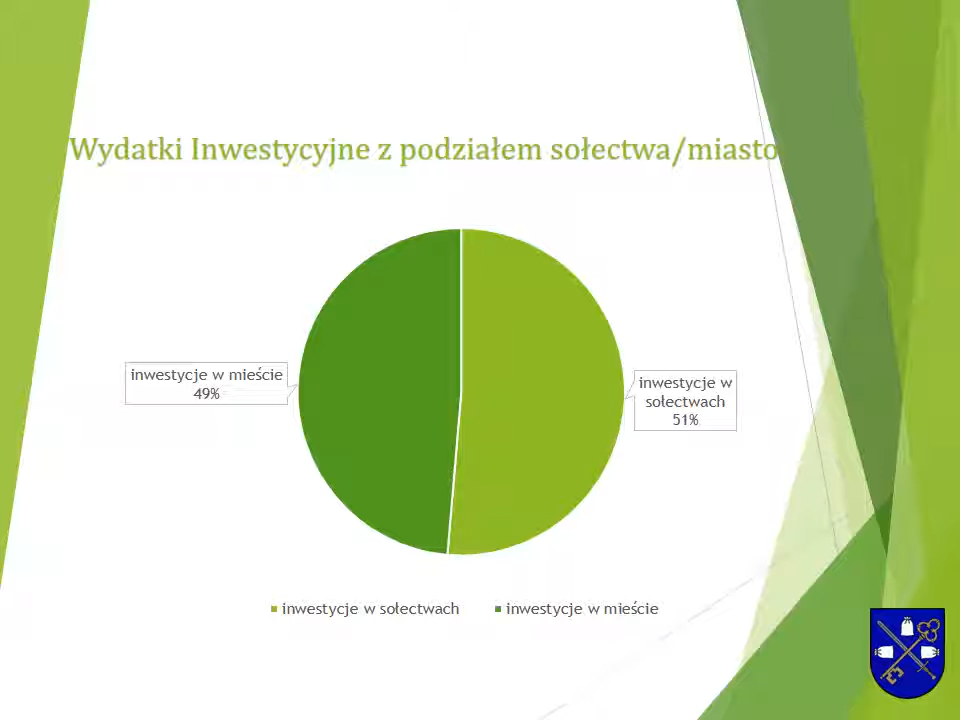 Wydatki Inwestycyjne z podziałem sołectwa/miasto
inwestycje w mieście
49%
inwestycje w
sołectwach
51%
inwestycje w sołectwach
inwestycje w mieście